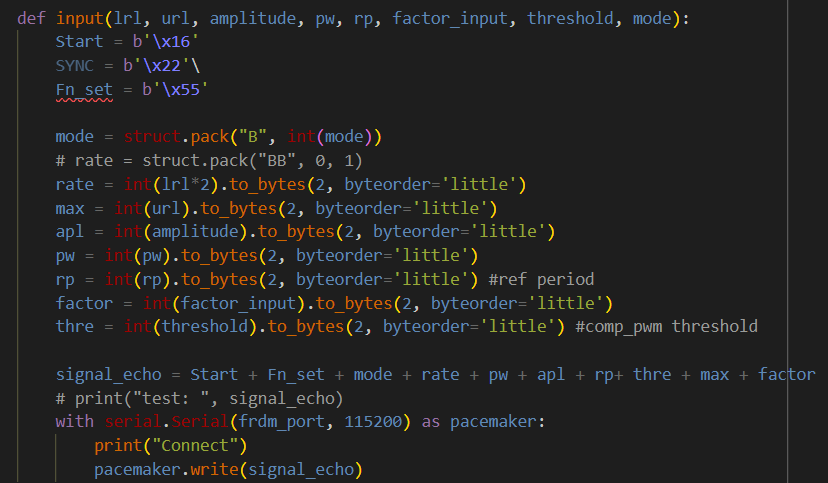 def input(lrl, url, amplitude, pw, rp, factor_input, threshold, mode):
    Start = b'\x16'
    SYNC = b'\x22'\
    Fn_set = b'\x55'

    mode = struct.pack("B", int(mode))
    # rate = struct.pack("BB", 0, 1)
    rate = int(lrl*2).to_bytes(2, byteorder='little')
    max = int(url).to_bytes(2, byteorder='little')
    apl = int(amplitude).to_bytes(2, byteorder='little')
    pw = int(pw).to_bytes(2, byteorder='little')
    rp = int(rp).to_bytes(2, byteorder='little') #ref period
    factor = int(factor_input).to_bytes(2, byteorder='little')
    thre = int(threshold).to_bytes(2, byteorder='little') #comp_pwm threshold

    signal_echo = Start + Fn_set + mode + rate + pw + apl + rp+ thre + max + factor
    # print("test: ", signal_echo)
    with serial.Serial(frdm_port, 115200) as pacemaker:
        print("Connect")
        pacemaker.write(signal_echo)